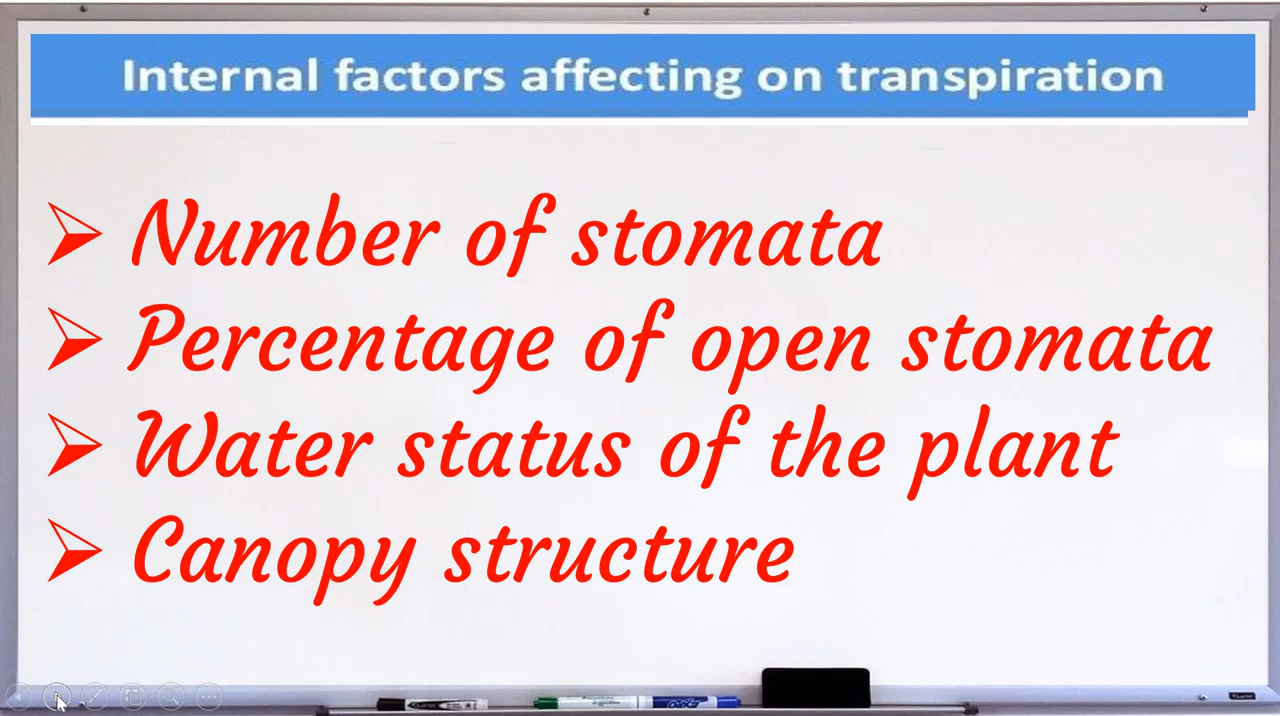 Internal factors affecting on transpiration
➢ Number of stomata
➢ Percentage of open stomata
➢ Water status of the plant
➢ Canopy structure